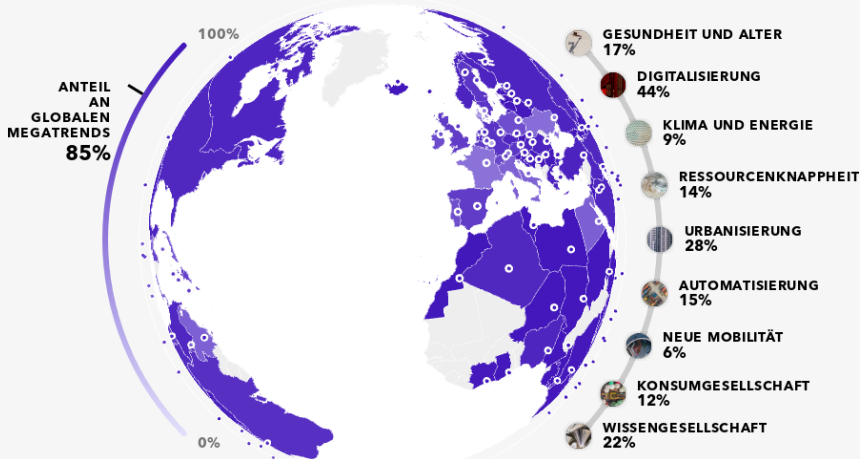 100%
ANTEIL
AN
GLOBALEN
MEGATRENDS
85%
0%
GESUNDHEIT UND ALTER
17%
DIGITALISIERUNG
44%
KLIMA UND ENERGIE
9%
RESSOURCENKNAPPHEIT
14%
URBANISIERUNG
28%
AUTOMATISIERUNG
15%
NEUE MOBILITÄT
6%
KONSUMGESELLSCHAFT
12%
WISSENGESELLSCHAFT
22%